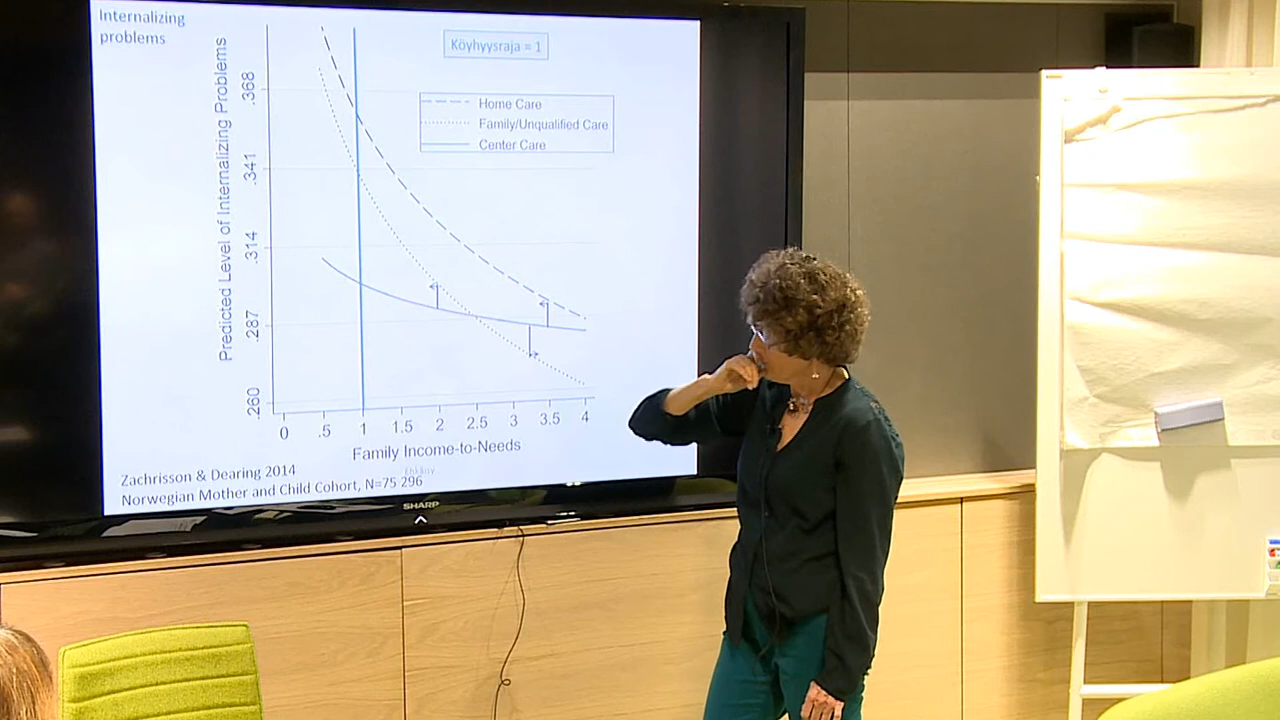 Internalizing
problems
Köyhyysraja = 1
Home Care
Family/Unqualified Care
Center Care
Predicted Level of Internalizing Problems
.368
.341
.314
.287
.260
0 .5 1 1.5 2 2.5 3 3.5 4
Family Income-to-Needs
Zachrisson & Dearing 2014
Norwegian Mother and Child Cohort, N=75 296
SHARP